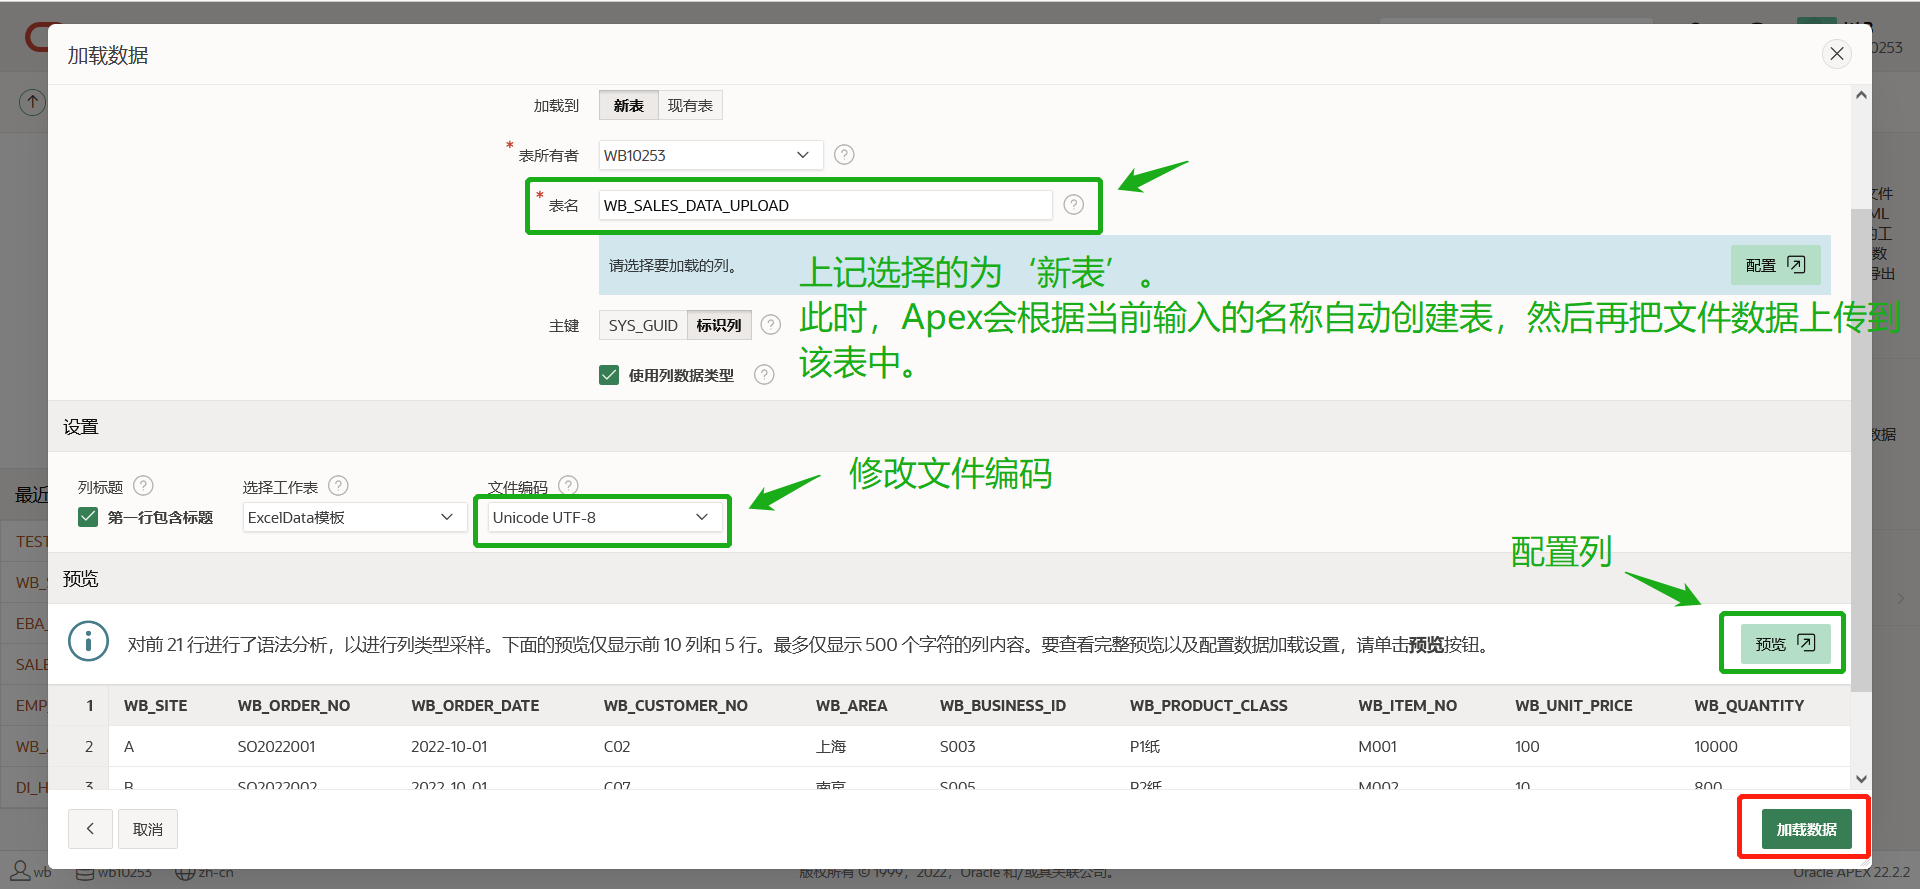 加载数据
0253
加载到 新表 现有表
* 表所有者 WB10253
* 表名 WB_SALES_DATA_UPLOAD
请选择要加载的列。
配置
上记选择的为 ‘新表’ 。
此时，Apex会根据当前输入的名称自动创建表，然后再把文件数据上传到
该表中。
主键 SYS_GUID 标识列
使用列数据类型
文件
ML
的工
数
导出
数据
设置
列标题 选择工作表 文件编码
第一行包含标题 ExcelData模板 Unicode UTF-8
修改文件编码
配置列
最近
TEST
WB_
EBA_
SALE
EMP
WB_
DI_H
预览
对前 21 行进行了语法分析，以进行列类型采样。下面的预览仅显示前 10 列和 5 行。最多仅显示 500 个字符的列内容。要查看完整预览以及配置数据加载设置，请单击预览按钮。
预览
1 WB_SITE WB_ORDER_NO WB_ORDER_DATE WB_CUSTOMER_NO WB_AREA WB_BUSINESS_ID WB_PRODUCT_CLASS WB_ITEM_NO WB_UNIT_PRICE WB_QUANTITY
2 A SO2022001 2022-10-01 C02 上海 S003 P1纸 M001 100 10000
3 B SO2022002 2022-10-01 C07 南京 S005 P2纸 M002 10 800
取消
加载数据
wb wb10253 zh-cn
版权所有 © 1999，2022，Oracle 和/或其关联公司。
Oracle APEX 22.2.2